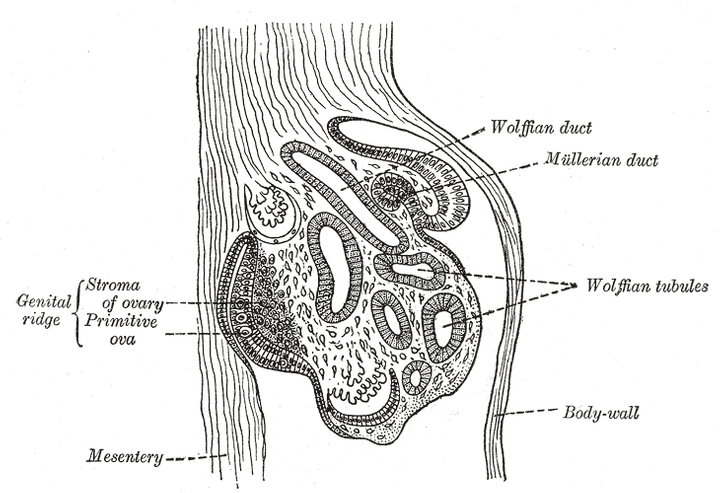 Wolffian duct
Müllerian duct
Genital ridge
Stroma of ovary
Primitive ova
Wolffian tubules
Body-wall
Mesentery